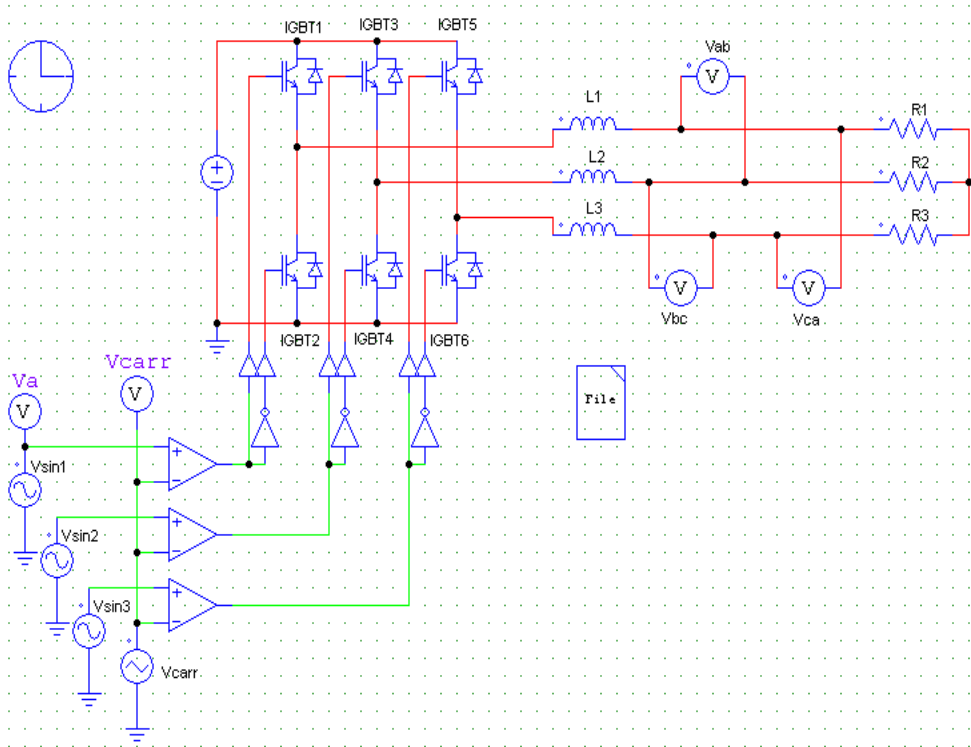 IGBT1 IGBT3 IGBT5
Vab
V
L1
R1
L2
R2
L3
R3
V
V
Vbc
Vca
IGBT2 IGBT4 IGBT6
Vcarr
V
Va
V
File
Vsin1
Vsin2
Vsin3
Vcarr